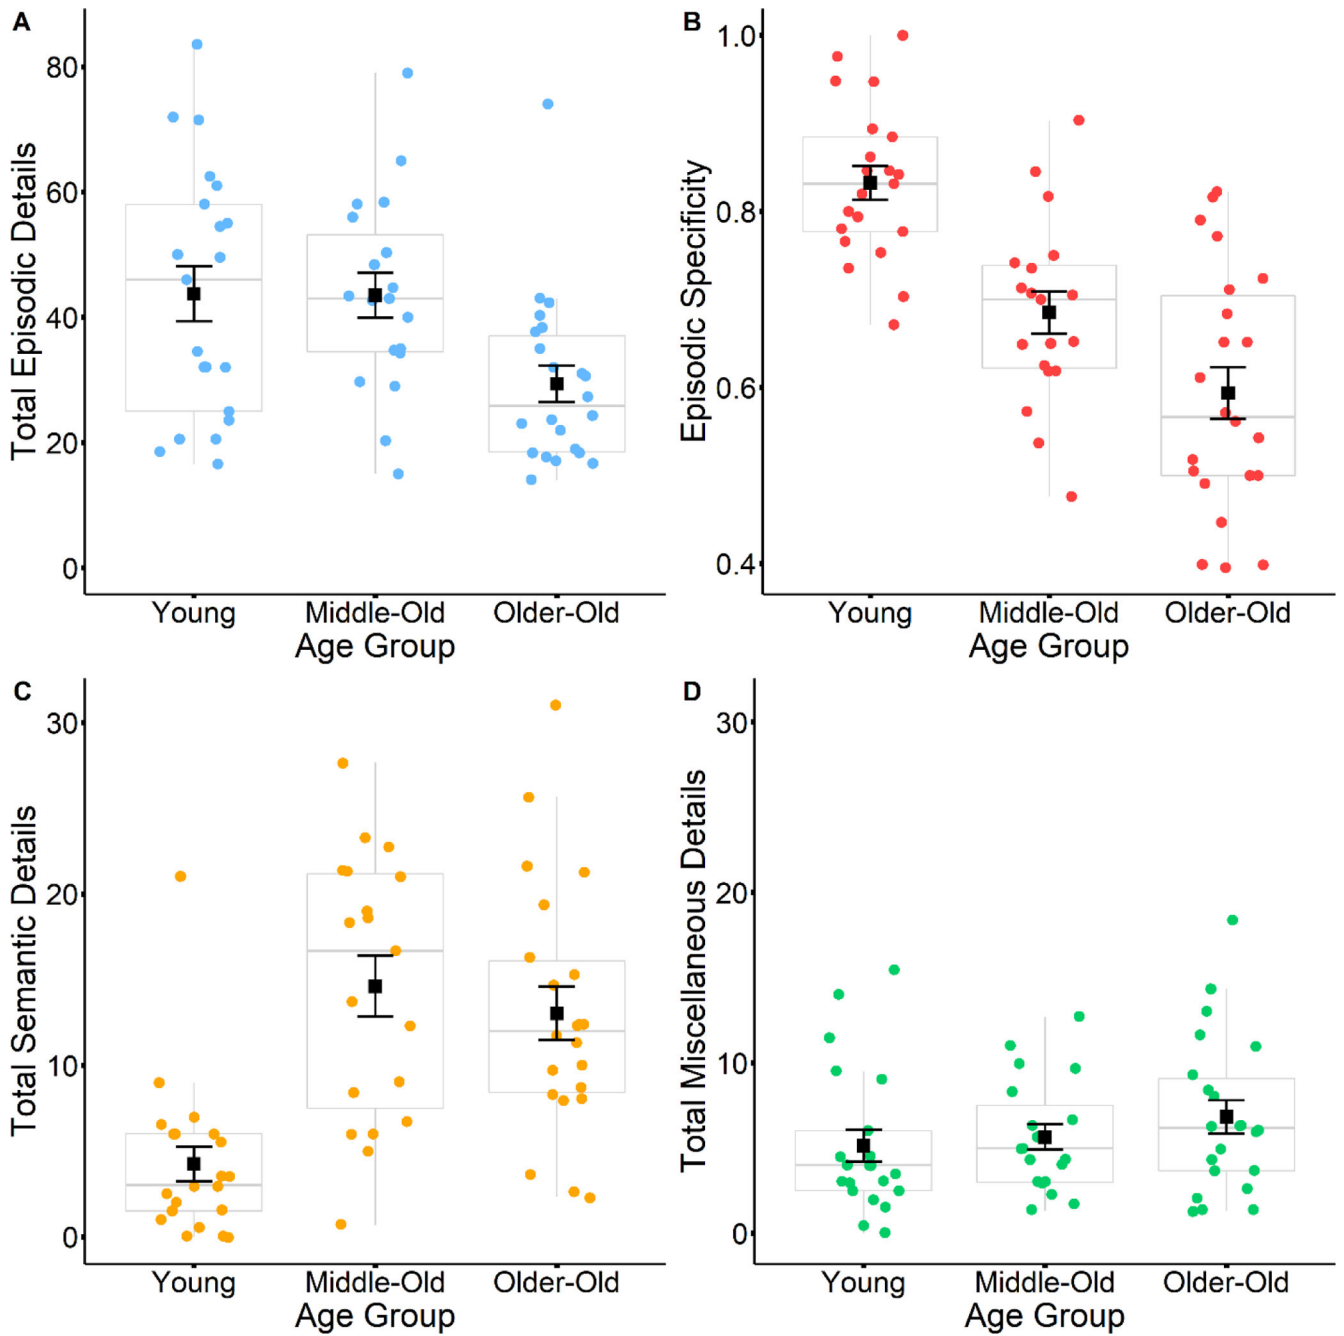 A
Total Episodic Details
80
60
40
20
0
Young Middle-Old Older-Old
Age Group
B
Episodic Specificity
1.0
0.8
0.6
0.4
Young Middle-Old Older-Old
Age Group
C
Total Semantic Details
30
20
10
0
Young Middle-Old Older-Old
Age Group
D
Total Miscellaneous Details
30
20
10
0
Young Middle-Old Older-Old
Age Group